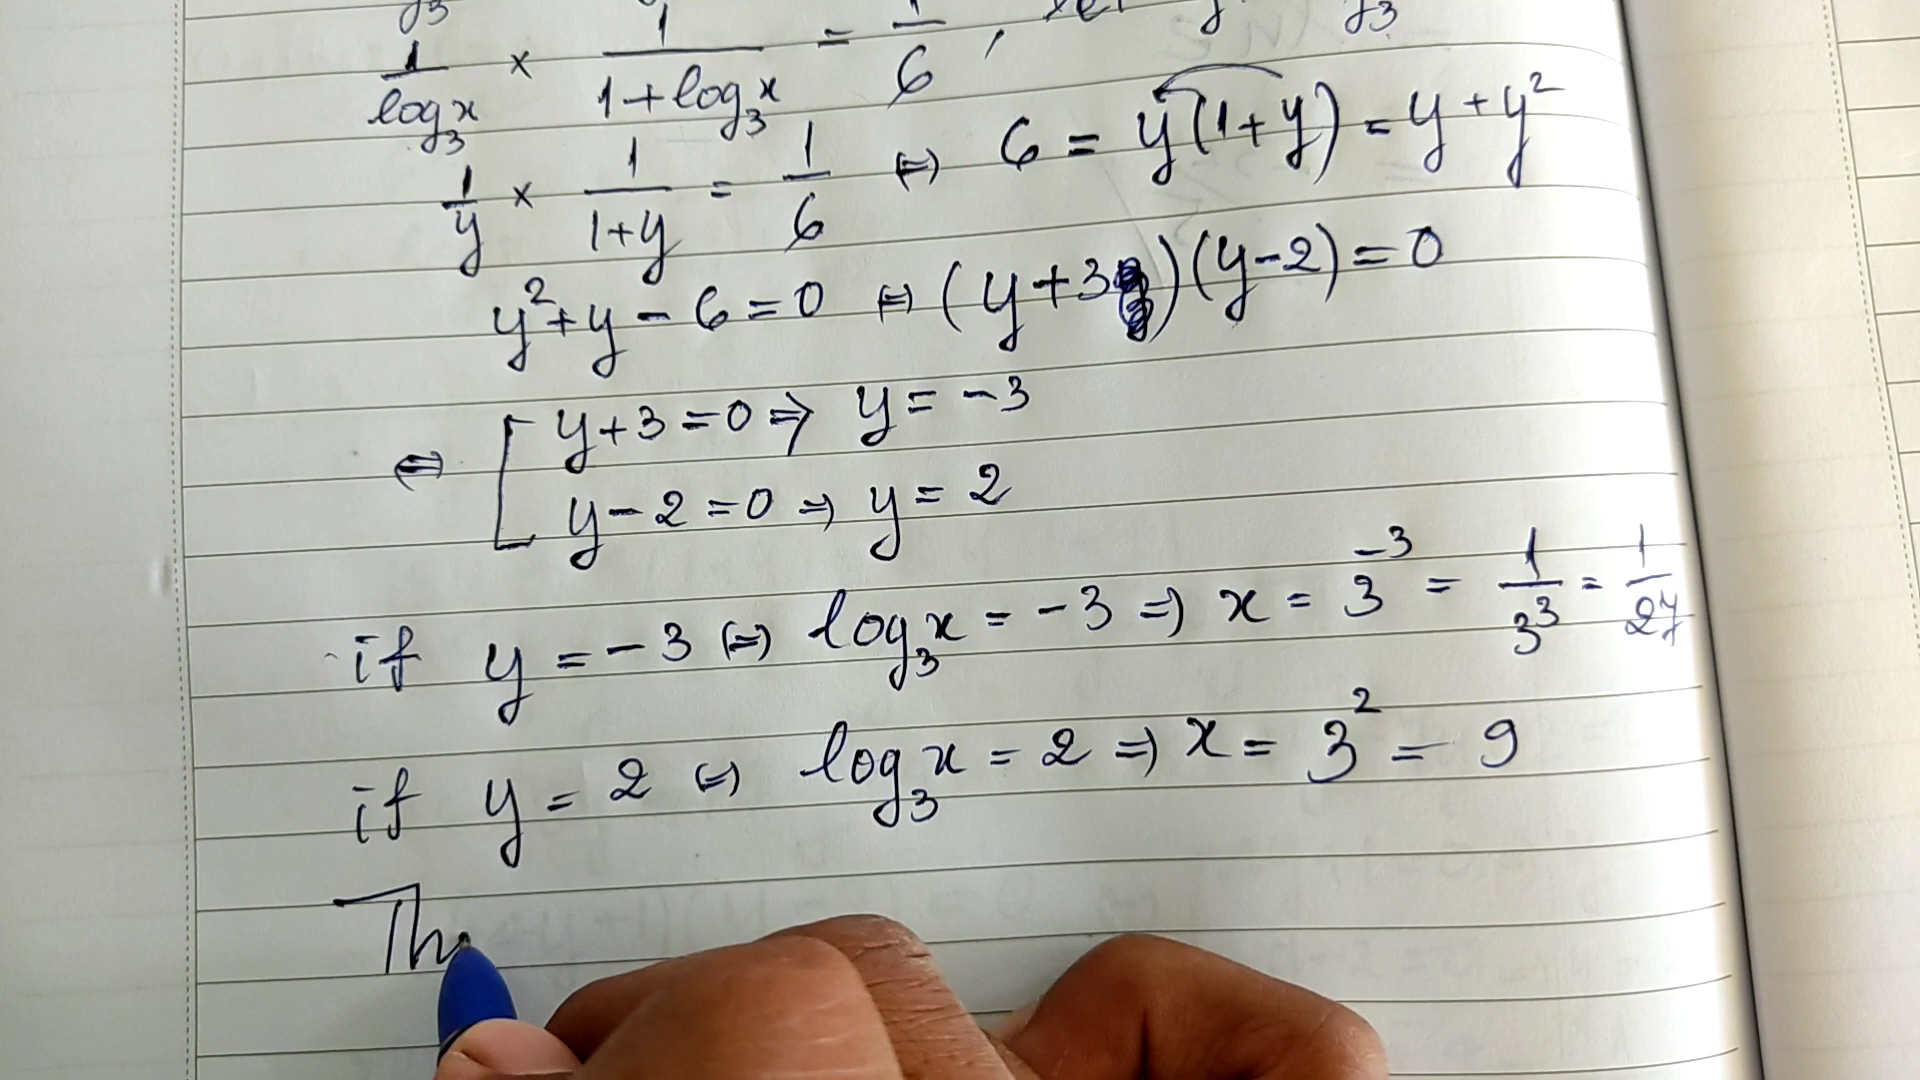 1/log₃x × 1/(1+log₃x) = 1/6 ,
1/y × 1/(1+y) = 1/6 ⇔ 6 = y(1+y) = y+y²
y²+y-6=0 ⇔ (y+3)(y-2)=0
⇔ [ y+3=0 ⇒ y=-3
y-2=0 ⇒ y=2
if y=-3 ⇔ log₃x=-3 ⇒ x=3⁻³ = 1/3³ = 1/27
if y=2 ⇔ log₃x=2 ⇒ x=3²=9